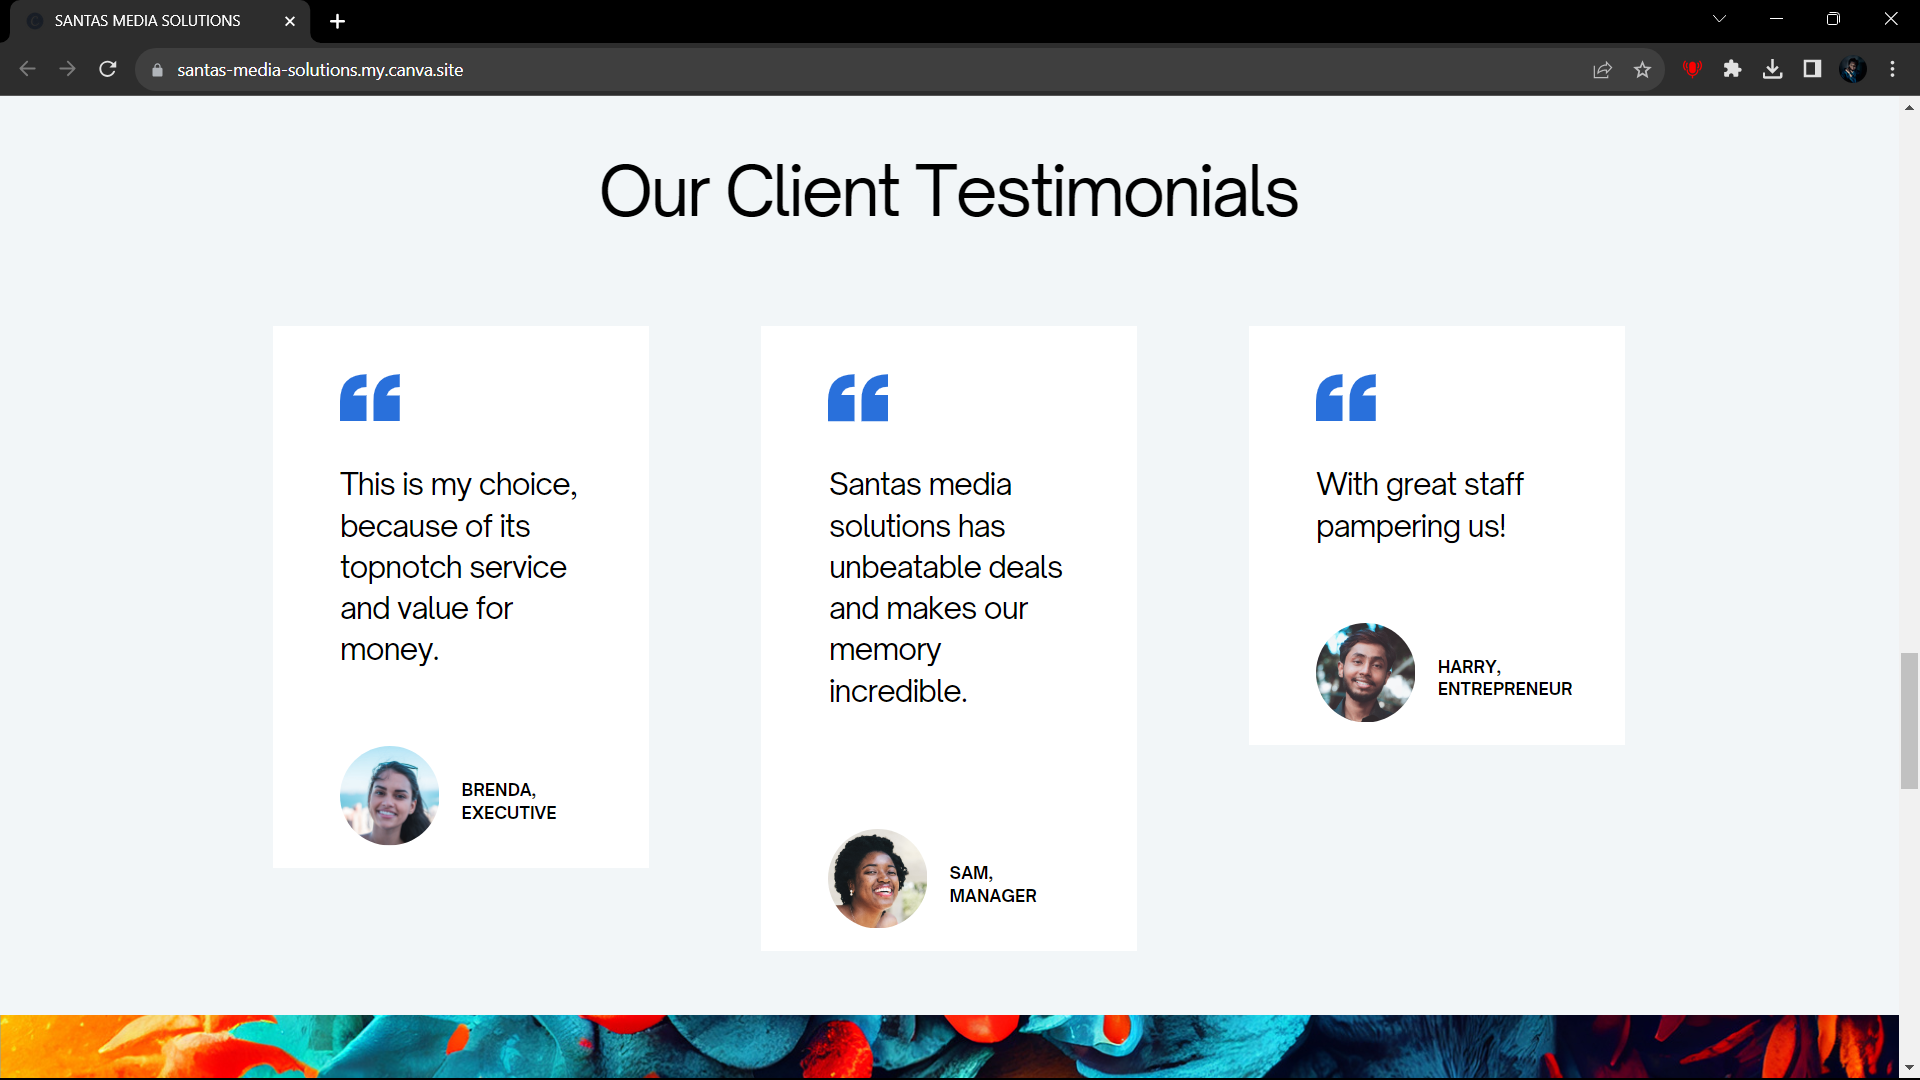 SANTAS MEDIA SOLUTIONS
santas-media-solutions.my.canva.site
Our Client Testimonials
“
This is my choice,
because of its
topnotch service
and value for
money.
BRENDA,
EXECUTIVE
“
Santas media
solutions has
unbeatable deals
and makes our
memory
incredible.
SAM,
MANAGER
“
With great staff
pampering us!
HARRY,
ENTREPRENEUR